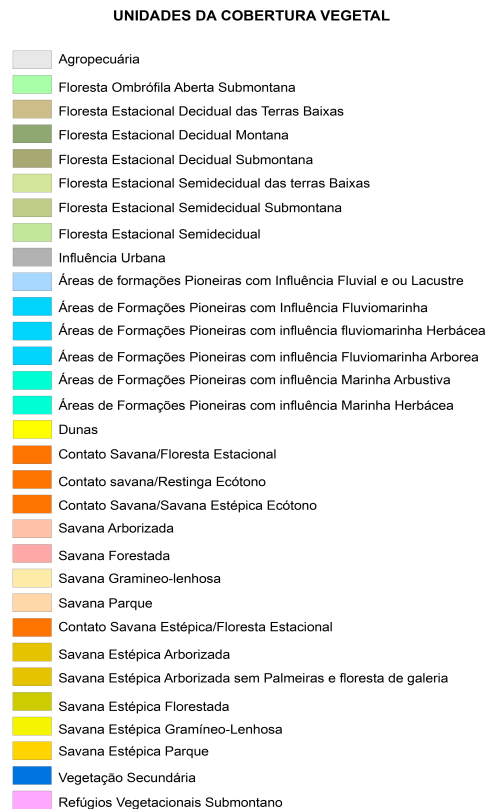 UNIDADES DA COBERTURA VEGETAL
Agropecuária
Floresta Ombrófila Aberta Submontana
Floresta Estacional Decidual das Terras Baixas
Floresta Estacional Decidual Montana
Floresta Estacional Decidual Submontana
Floresta Estacional Semidecidual das terras Baixas
Floresta Estacional Semidecidual Submontana
Floresta Estacional Semidecidual
Influência Urbana
Áreas de formações Pioneiras com Influência Fluvial e ou Lacustre
Áreas de Formações Pioneiras com Influência Fluviomarinha
Áreas de Formações Pioneiras com influência fluviomarinha Herbácea
Áreas de Formações Pioneiras com influência Fluviomarinha Arborea
Áreas de Formações Pioneiras com influência Marinha Arbustiva
Áreas de Formações Pioneiras com influência Marinha Herbácea
Dunas
Contato Savana/Floresta Estacional
Contato savana/Restinga Ecótono
Contato Savana/Savana Estépica Ecótono
Savana Arborizada
Savana Forestada
Savana Gramineo-lenhosa
Savana Parque
Contato Savana Estépica/Floresta Estacional
Savana Estépica Arborizada
Savana Estépica Arborizada sem Palmeiras e floresta de galeria
Savana Estépica Florestada
Savana Estépica Gramíneo-Lenhosa
Savana Estépica Parque
Vegetação Secundária
Refúgios Vegetacionais Submontano